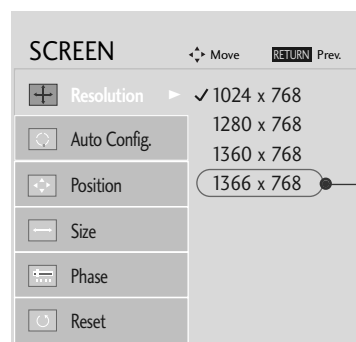 SCREEN
Move RETURN Prev.
Resolution
✓ 1024 x 768
1280 x 768
1360 x 768
1366 x 768
Auto Config.
Position
Size
Phase
Reset